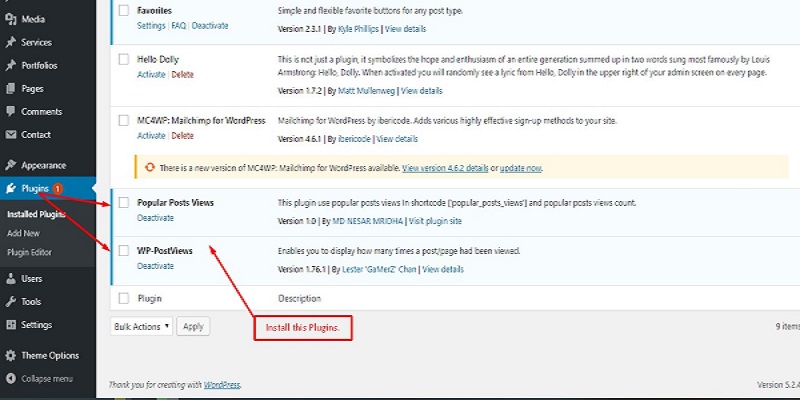 Media
Services
Portfolios
Pages
Comments
Contact
Appearance
Plugins 1
Installed Plugins
Add New
Plugin Editor
Users
Tools
Settings
Theme Options
Collapse menu
Favorites
Simple and flexible favorite buttons for any post type.
Settings | FAQ | Deactivate
Version 2.3.1 | By Kyle Phillips | View details
Hello Dolly
This is not just a plugin, it symbolizes the hope and enthusiasm of an entire generation summed up in two words sung most famously by Louis
Activate | Delete
Armstrong: Hello, Dolly. When activated you will randomly see a lyric from Hello, Dolly in the upper right of your admin screen on every page.
Version 1.7.2 | By Matt Mullenweg | View details
MC4WP: Mailchimp for WordPress
Mailchimp for WordPress by ibericode. Adds various highly effective sign-up methods to your site.
Activate | Delete
Version 4.6.1 | By ibericode | View details
There is a new version of MC4WP: Mailchimp for WordPress available. View version 4.6.2 details or update now.
Popular Posts Views
This plugin use popular posts views In shortcode ['popular_posts_views'] and popular posts views count.
Deactivate
Version 1.0 | By MD NESAR MRIDHA | Visit plugin site
WP-PostViews
Enables you to display how many times a post/page had been viewed.
Deactivate
Version 1.76.1 | By Lester 'GaMerZ' Chan | View details
Plugin
Description
Bulk Actions
Apply
Install this Plugins.
9 items
Thank you for creating with WordPress.
Version 5.2.4